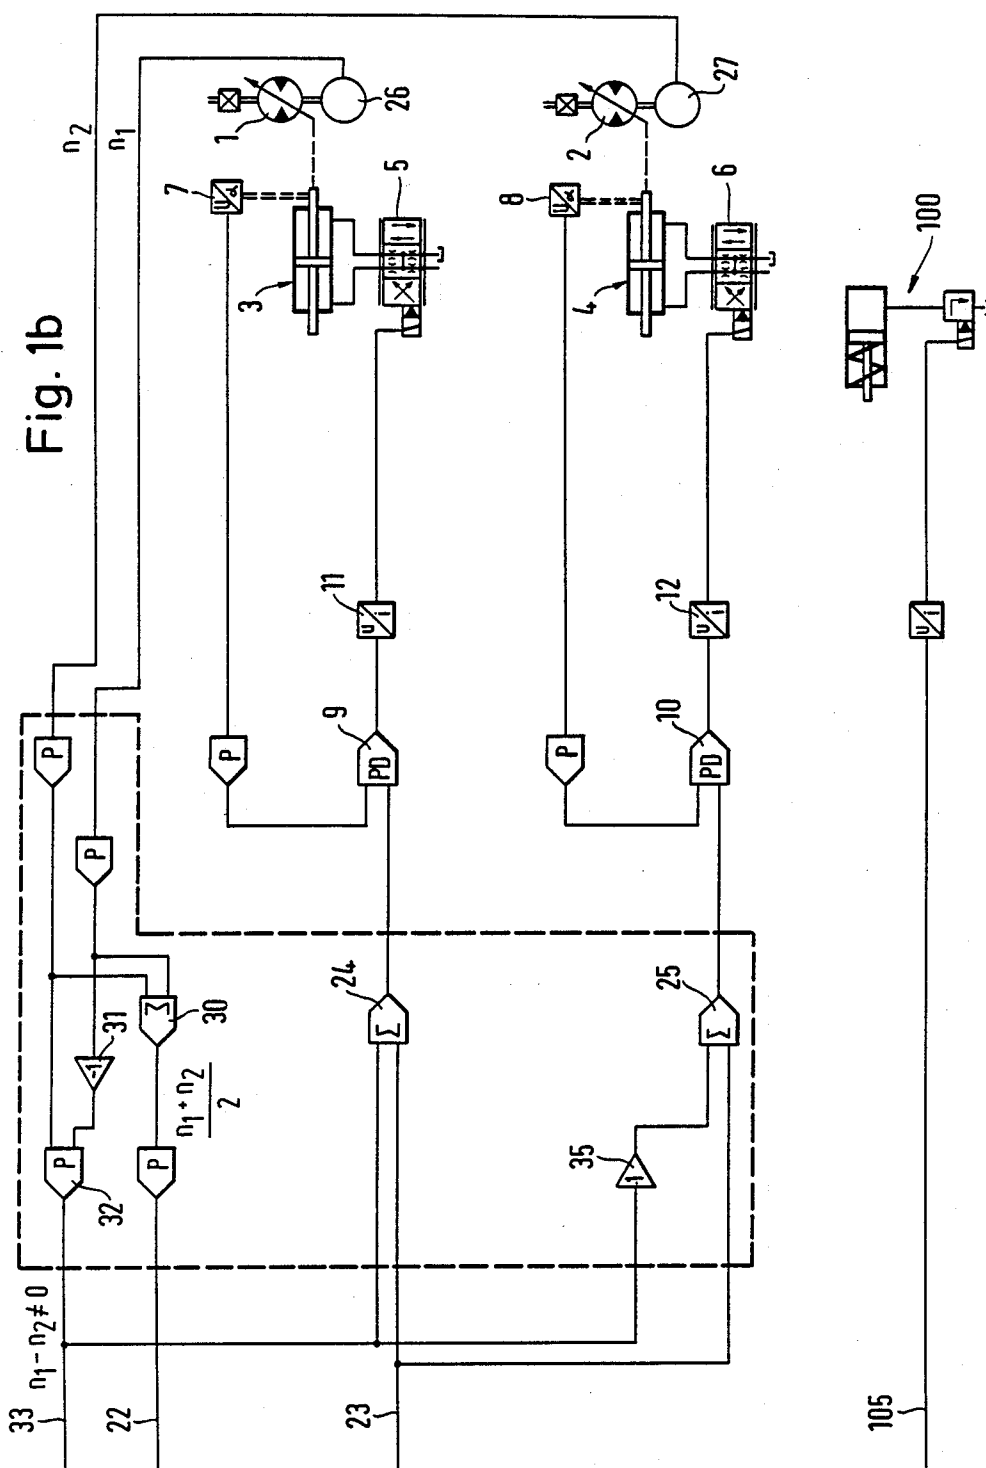 Fig. 1b
n2
n1
1
26
2
27
7
u
α
8
u
α
3
5
4
6
100
11
u
i
12
u
i
u
i
P
P
P
9
PD
P
10
PD
31
-1
Σ
30
n1 + n2
2
24
Σ
25
Σ
P
32
P
35
-1
n1 - n2 ≠ 0
33
22
23
105